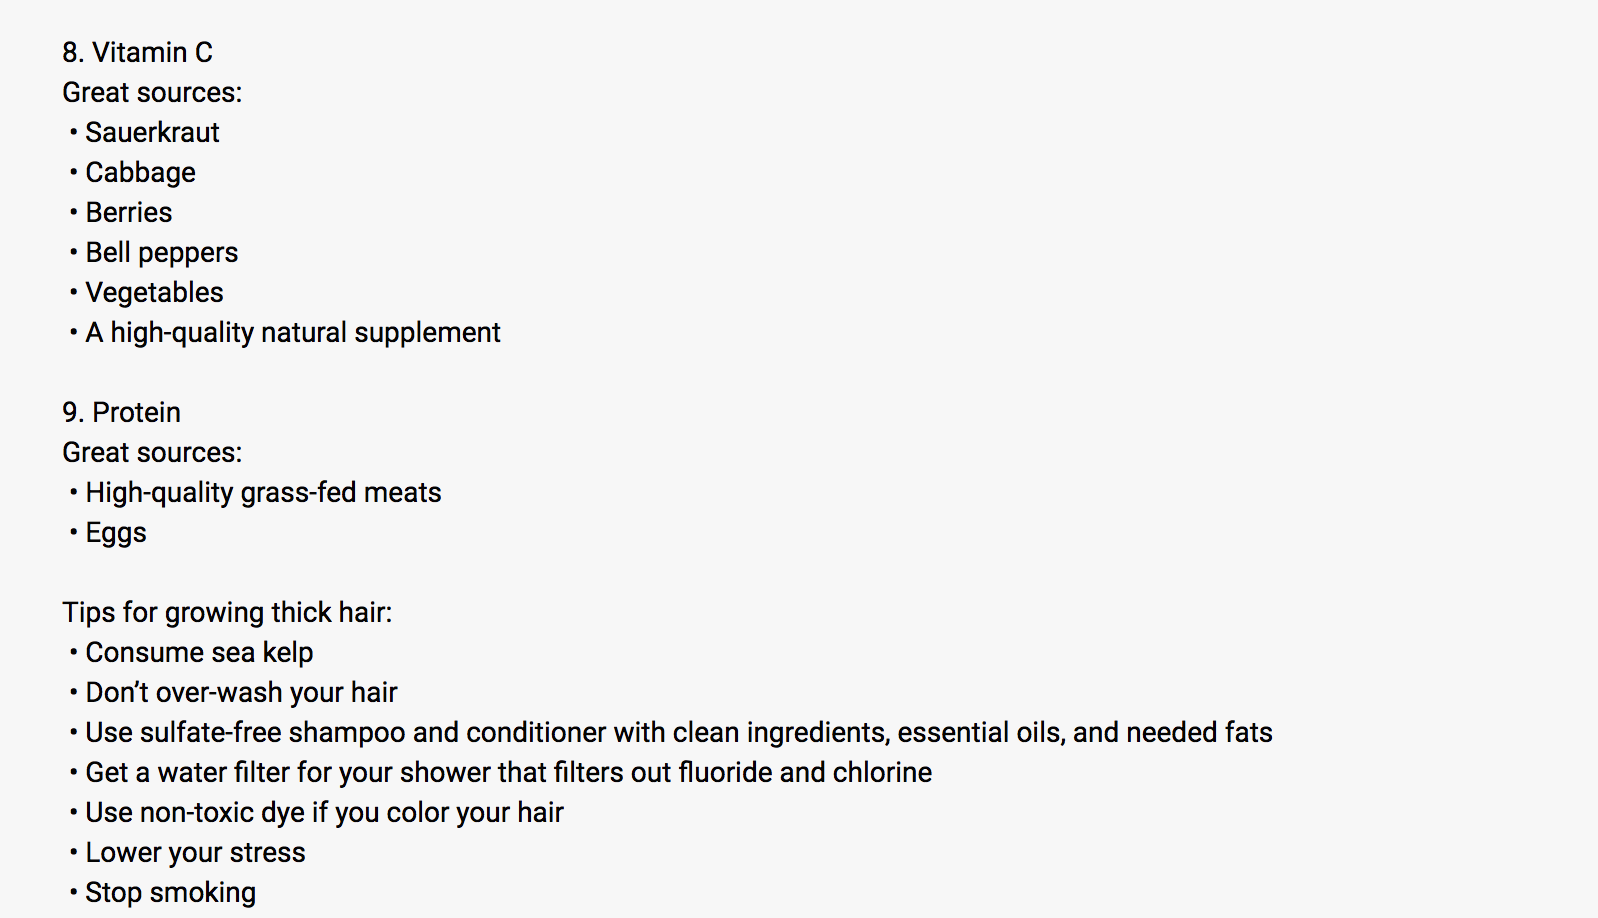 8. Vitamin C
Great sources:
• Sauerkraut
• Cabbage
• Berries
• Bell peppers
• Vegetables
• A high-quality natural supplement
9. Protein
Great sources:
• High-quality grass-fed meats
• Eggs
Tips for growing thick hair:
• Consume sea kelp
• Don’t over-wash your hair
• Use sulfate-free shampoo and conditioner with clean ingredients, essential oils, and needed fats
• Get a water filter for your shower that filters out fluoride and chlorine
• Use non-toxic dye if you color your hair
• Lower your stress
• Stop smoking